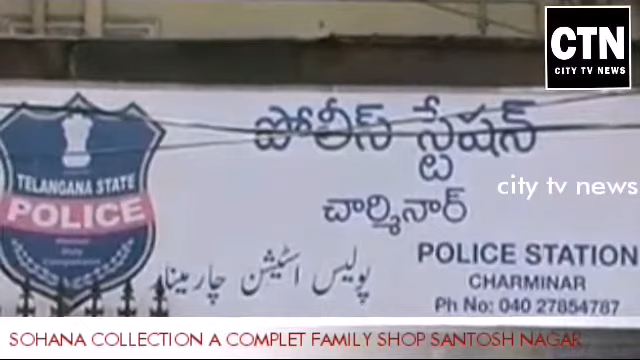 CTN
CITY TV NEWS
పోలీస్ స్టేషన్
TELANGANA STATE
POLICE
city tv news
చార్మినార్
پولیس اسٹیشن چارمینار
POLICE STATION
CHARMINAR
Ph No: 040 27854787
SOHANA COLLECTION A COMPLET FAMILY SHOP SANTOSH NAGAR